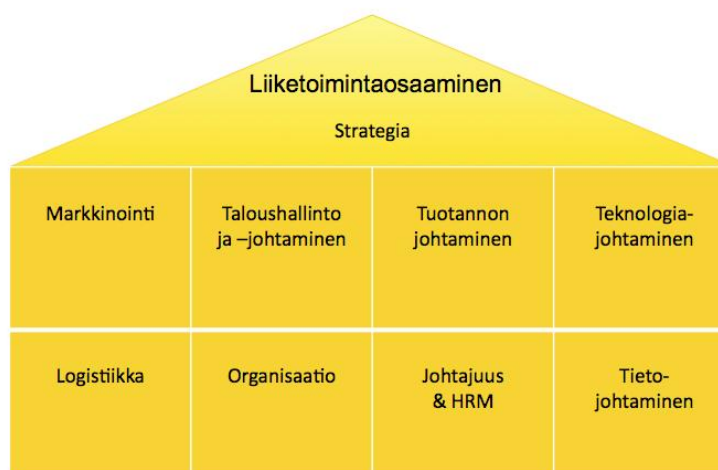 Liiketoimintaosaaminen
Strategia
Markkinointi
Taloushallinto
ja –johtaminen
Tuotannon
johtaminen
Teknologia-
johtaminen
Logistiikka
Organisaatio
Johtajuus
& HRM
Tieto-
johtaminen